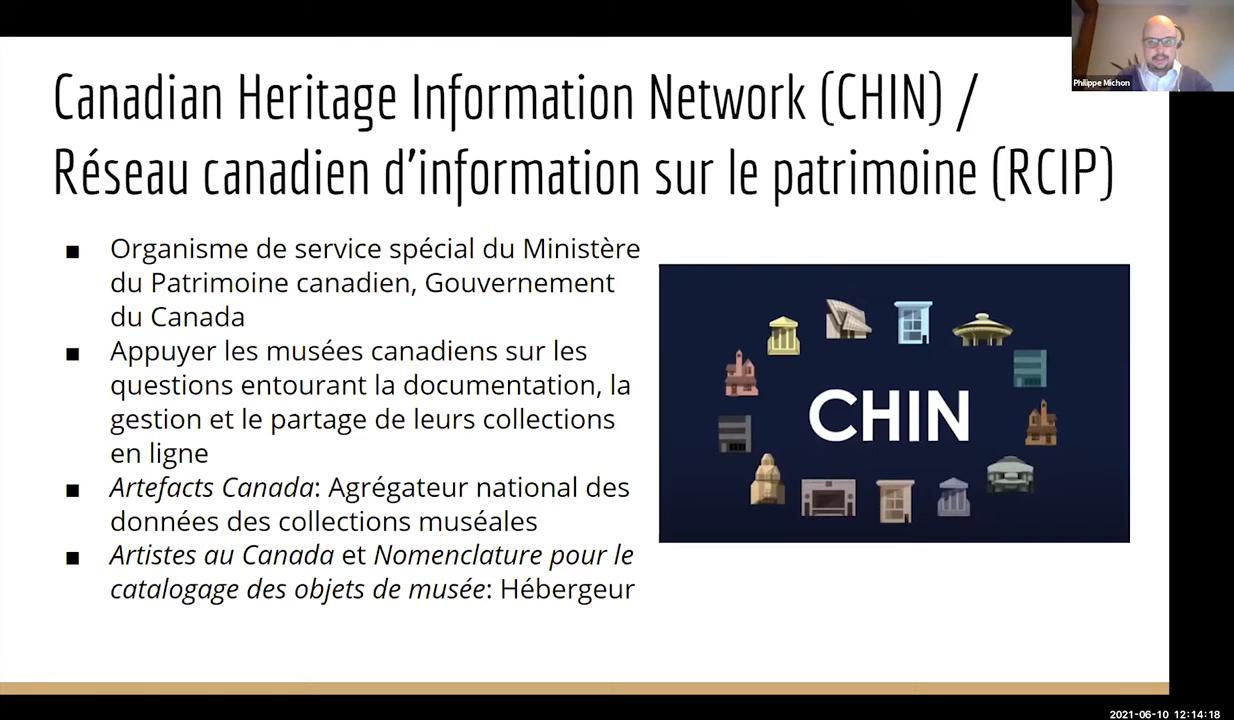 Philippe Michon
Canadian Heritage Information Network (CHIN) /
Réseau canadien d'information sur le patrimoine (RCIP)
■ Organisme de service spécial du Ministère
du Patrimoine canadien, Gouvernement
du Canada
■ Appuyer les musées canadiens sur les
questions entourant la documentation, la
gestion et le partage de leurs collections
en ligne
■ Artefacts Canada: Agrégateur national des
données des collections muséales
■ Artistes au Canada et Nomenclature pour le
catalogage des objets de musée: Hébergeur
CHIN
2021-06-10 12:14:18